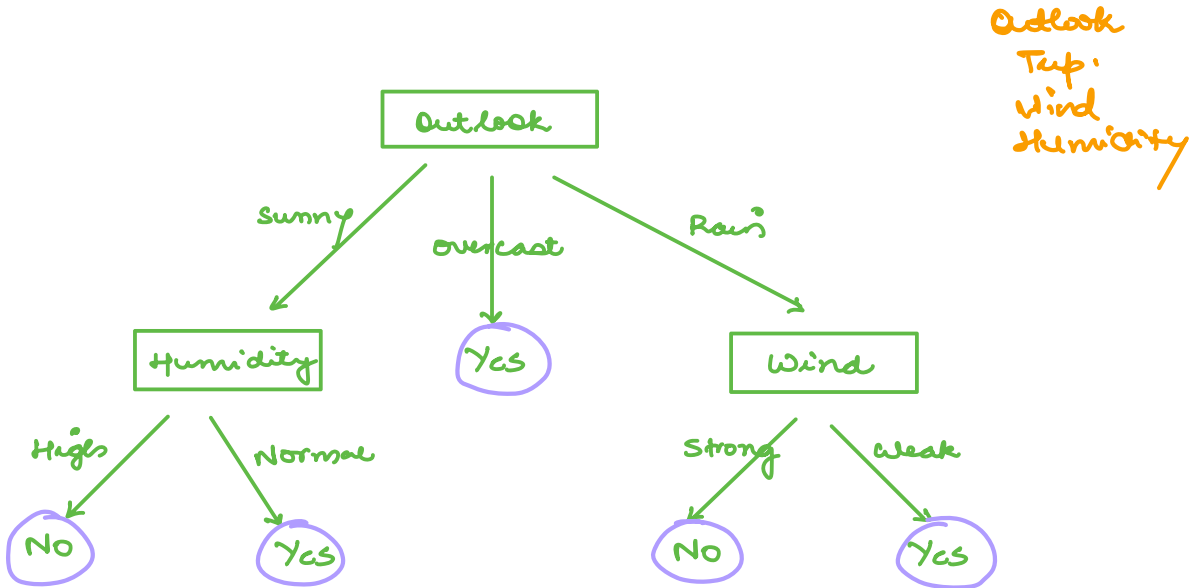 Outlook
Temp.
Wind
Humidity
Outlook
Sunny
overcast
Rain
Humidity
Yes
Wind
High
Normal
Strong
Weak
No
Yes
No
Yes